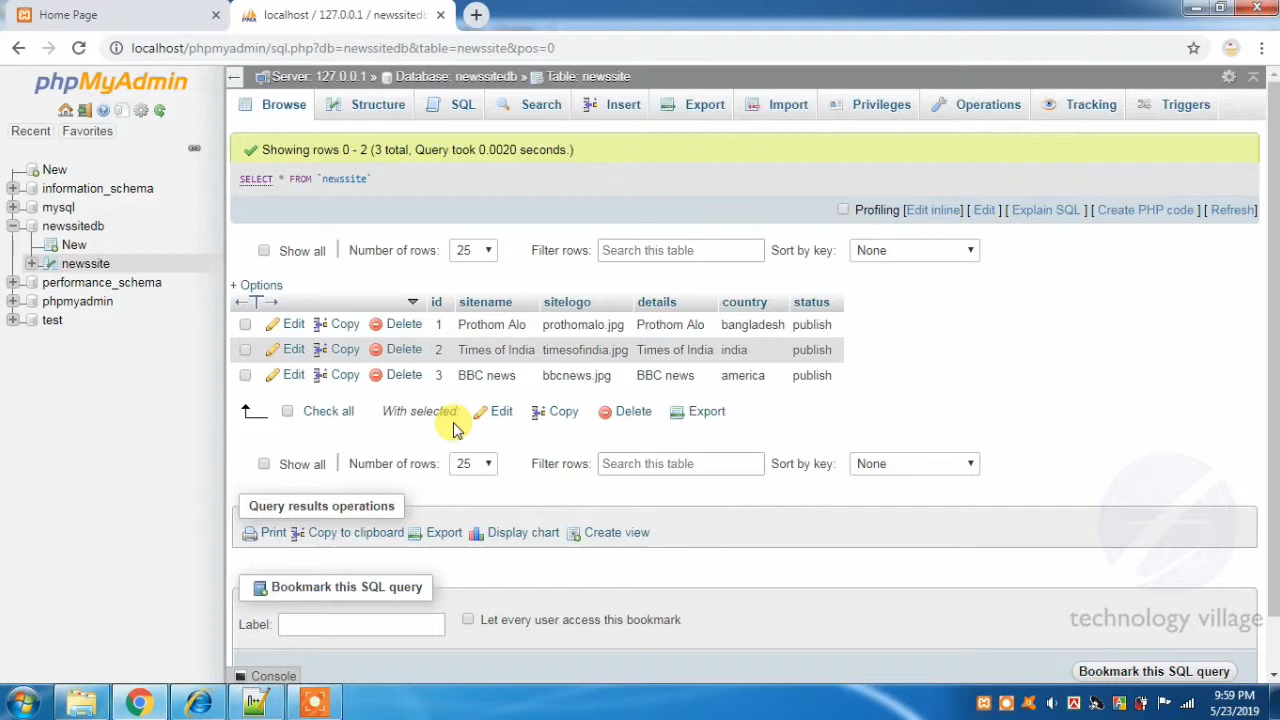 Home Page
localhost / 127.0.0.1 / newssitedb
localhost/phpmyadmin/sql.php?db=newssitedb&table=newssite&pos=0
phpMyAdmin
Recent Favorites
New
information_schema
mysql
newssitedb
New
newssite
performance_schema
phpmyadmin
test
Server: 127.0.0.1 » Database: newssitedb » Table: newssite
Browse Structure SQL Search Insert Export Import Privileges Operations Tracking Triggers
Showing rows 0 - 2 (3 total, Query took 0.0020 seconds.)
SELECT * FROM `newssite`
Profiling [Edit inline] [ Edit ] [ Explain SQL ] [ Create PHP code ] [ Refresh]
Show all Number of rows: 25 Filter rows: Search this table Sort by key: None
+ Options
id sitename sitelogo details country status
Edit Copy Delete 1 Prothom Alo prothomalo.jpg Prothom Alo bangladesh publish
Edit Copy Delete 2 Times of India timesofindia.jpg Times of India india publish
Edit Copy Delete 3 BBC news bbcnews.jpg BBC news america publish
Check all With selected: Edit Copy Delete Export
Show all Number of rows: 25 Filter rows: Search this table Sort by key: None
Query results operations
Print Copy to clipboard Export Display chart Create view
Bookmark this SQL query
Label: Let every user access this bookmark
technology village
Console
Bookmark this SQL query
9:59 PM
5/23/2019